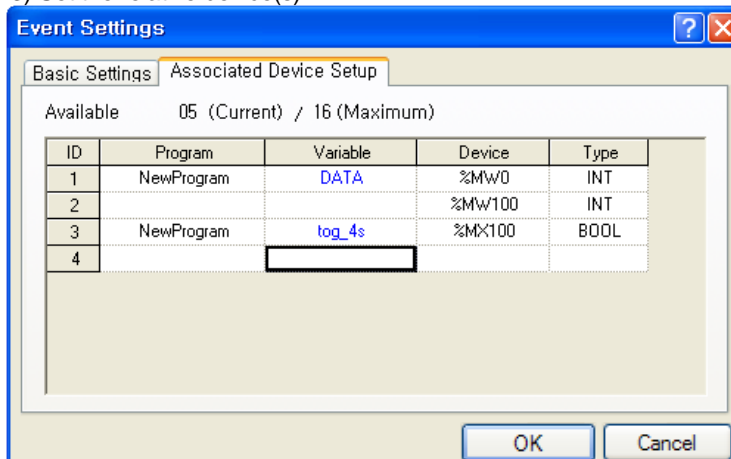 Event Settings
Basic Settings Associated Device Setup
Available 05 (Current) / 16 (Maximum)
ID Program Variable Device Type
1 NewProgram DATA %MW0 INT
2 %MW100 INT
3 NewProgram tog_4s %MX100 BOOL
4
OK Cancel